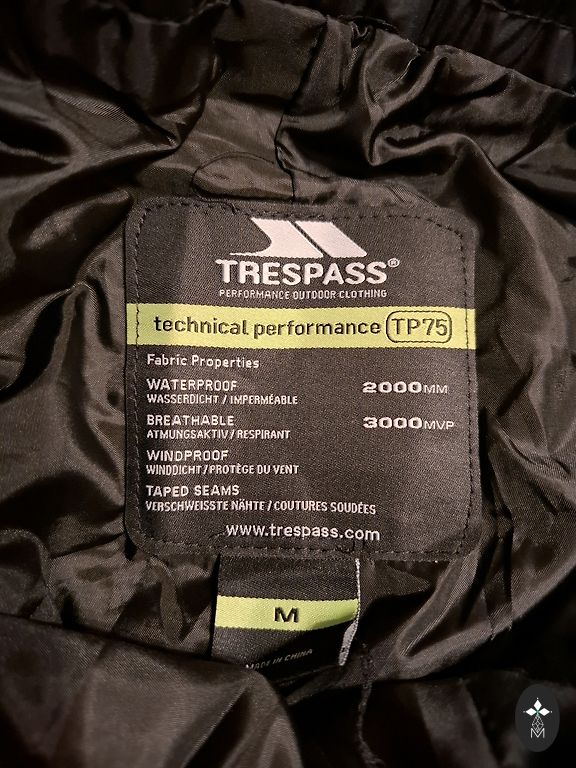 TRESPASS®
PERFORMANCE OUTDOOR CLOTHING
technical performance TP75
Fabric Properties
WATERPROOF 2000MM
WASSERDICHT / IMPERMÉABLE
BREATHABLE 3000MVP
ATMUNGSAKTIV / RESPIRANT
WINDPROOF
WINDDICHT/PROTÈGE DU VENT
TAPED SEAMS
VERSCHWEISSTE NÄHTE / COUTURES SOUDÉES
www.trespass.com
M
MADE IN CHINA
M